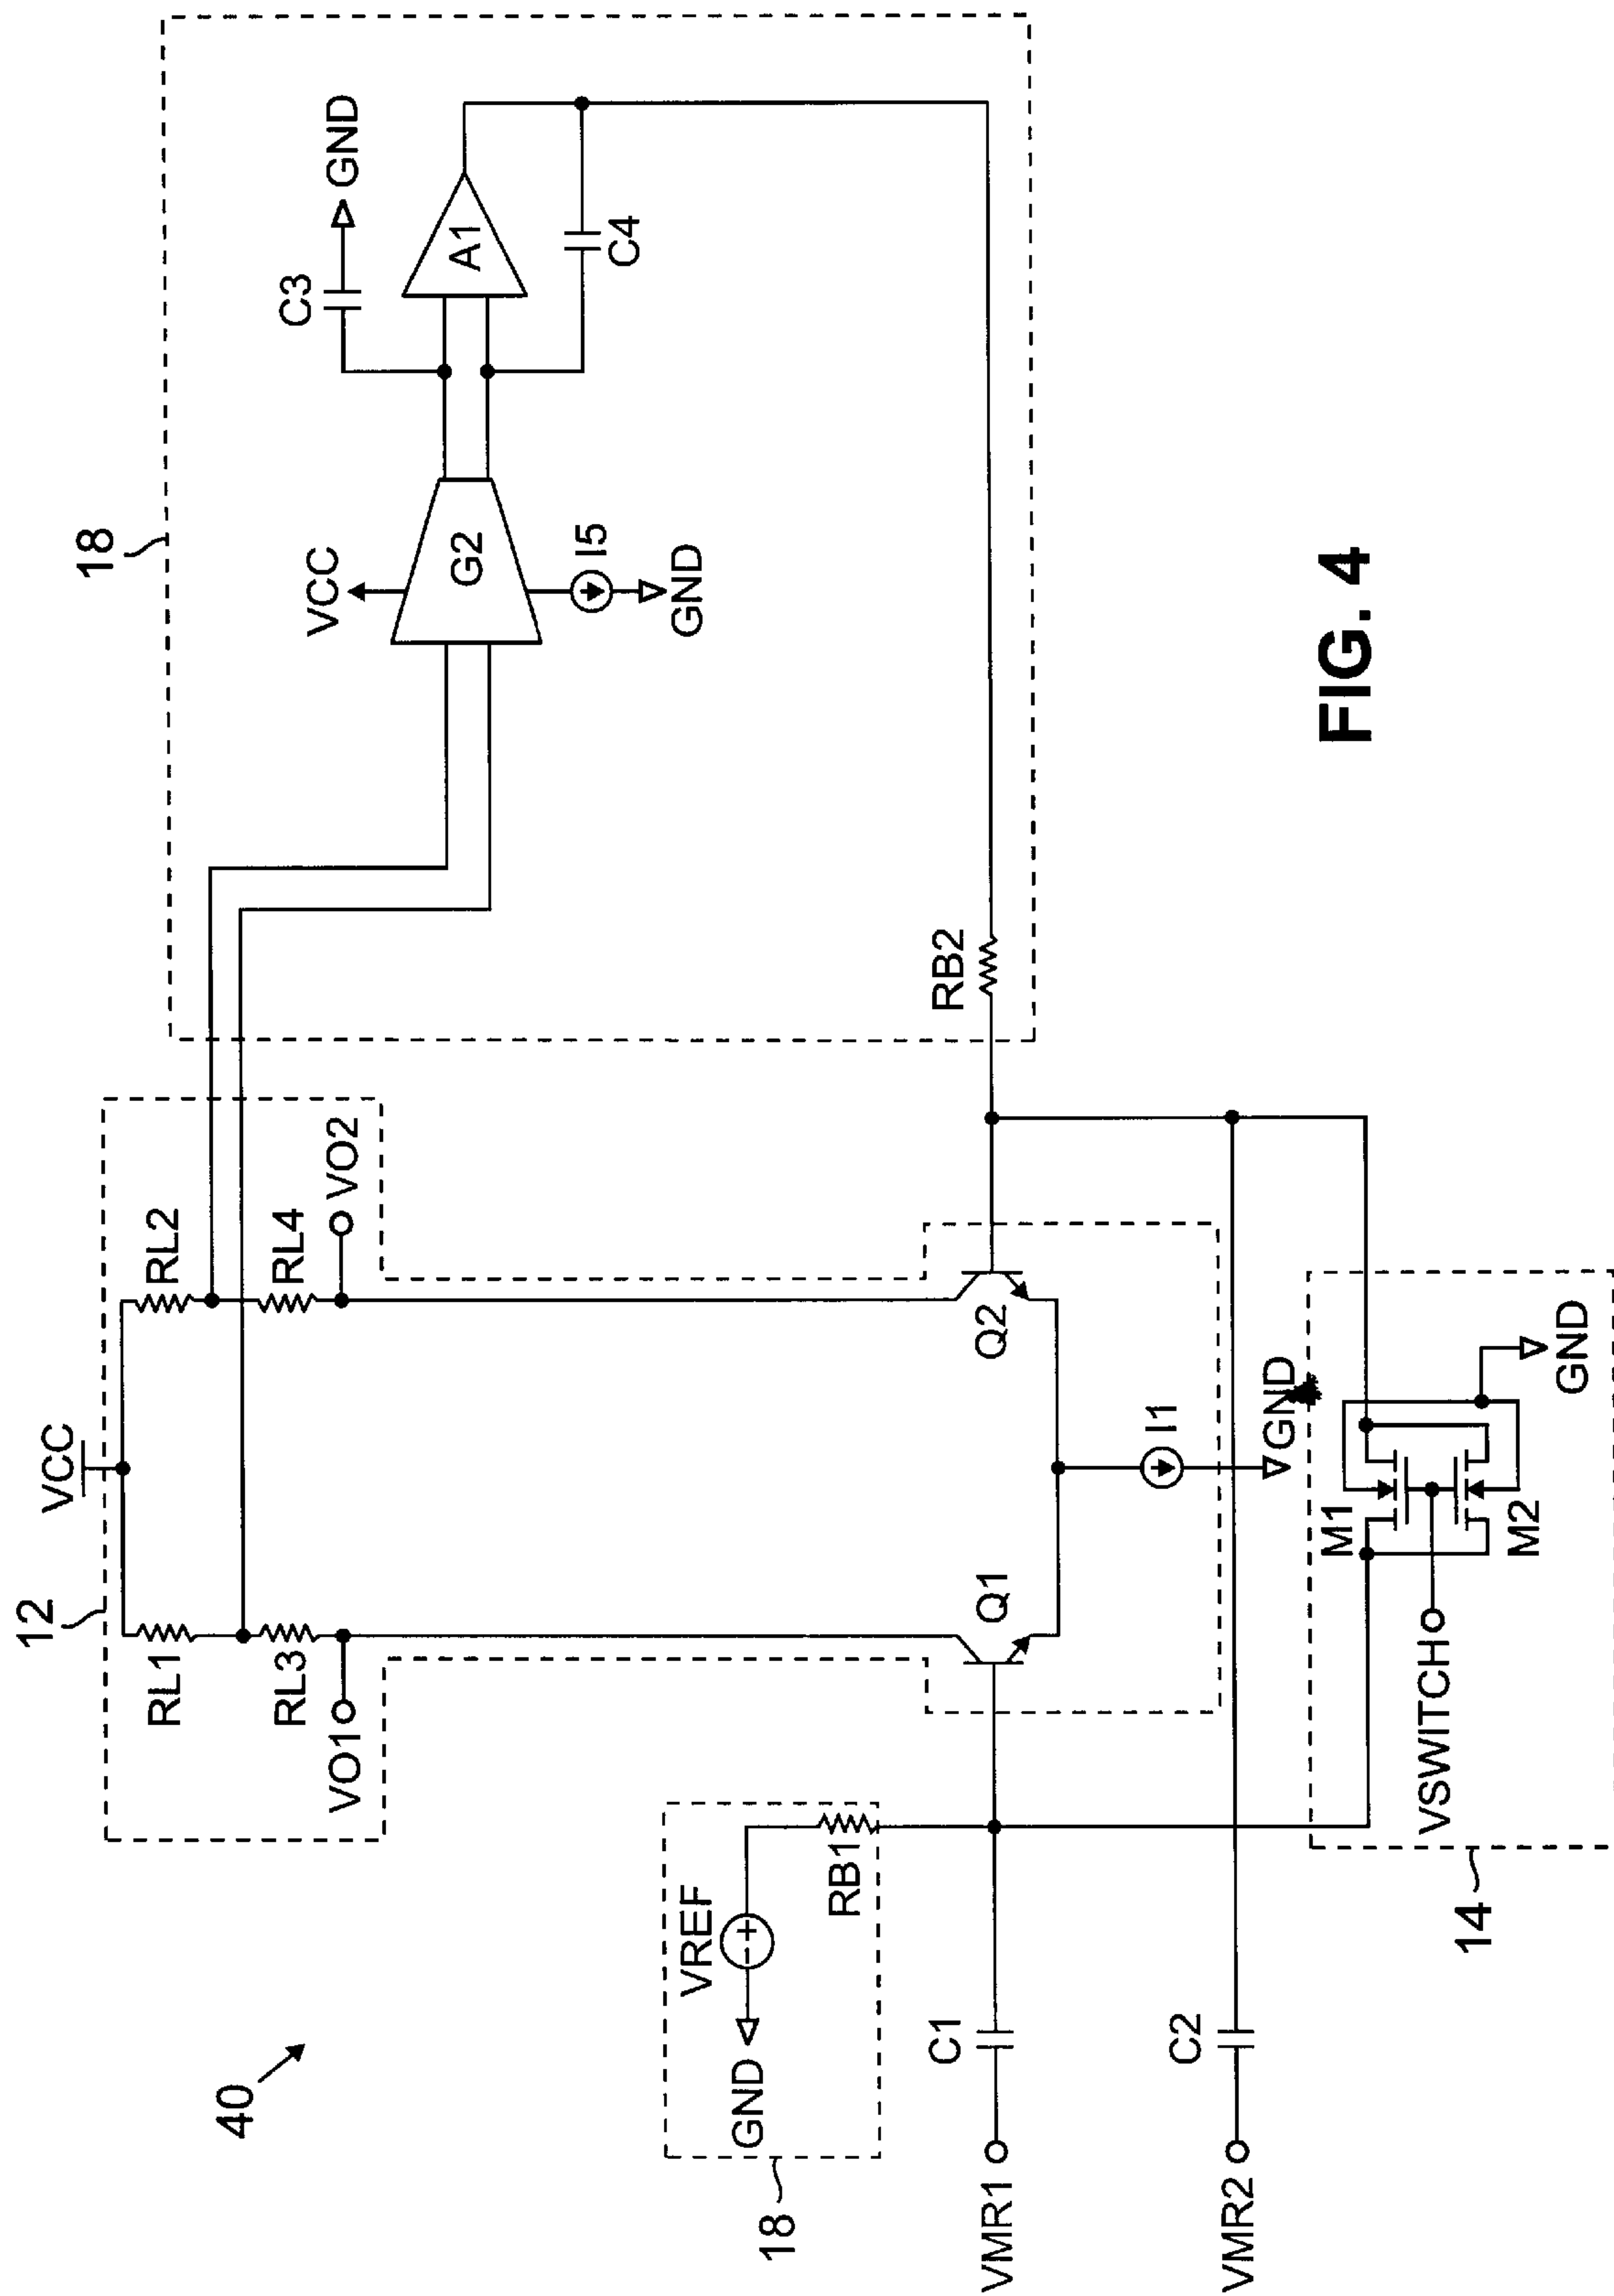 40
12
VCC
RL1
RL2
RL3
RL4
VO1
VO2
18
VCC
G2
I5
GND
C3
GND
A1
C4
RB2
18
VREF
GND
- +
RB1
Q1
Q2
I1
GND
VMR1
C1
VMR2
C2
14
VSWITCH
M1
M2
GND
FIG. 4